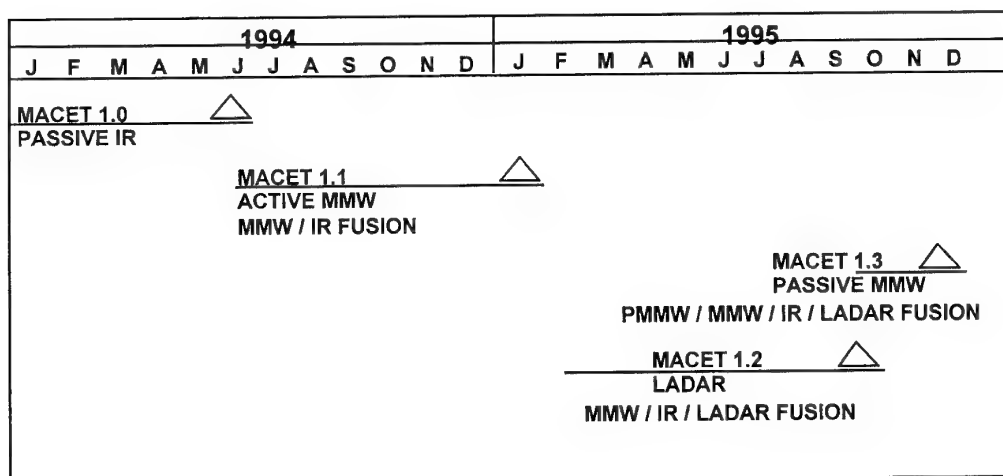 1994 1995
J F M A M J J A S O N D J F M A M J J A S O N D
MACET 1.0
PASSIVE IR
MACET 1.1
ACTIVE MMW
MMW / IR FUSION
MACET 1.3
PASSIVE MMW
PMMW / MMW / IR / LADAR FUSION
MACET 1.2
LADAR
MMW / IR / LADAR FUSION